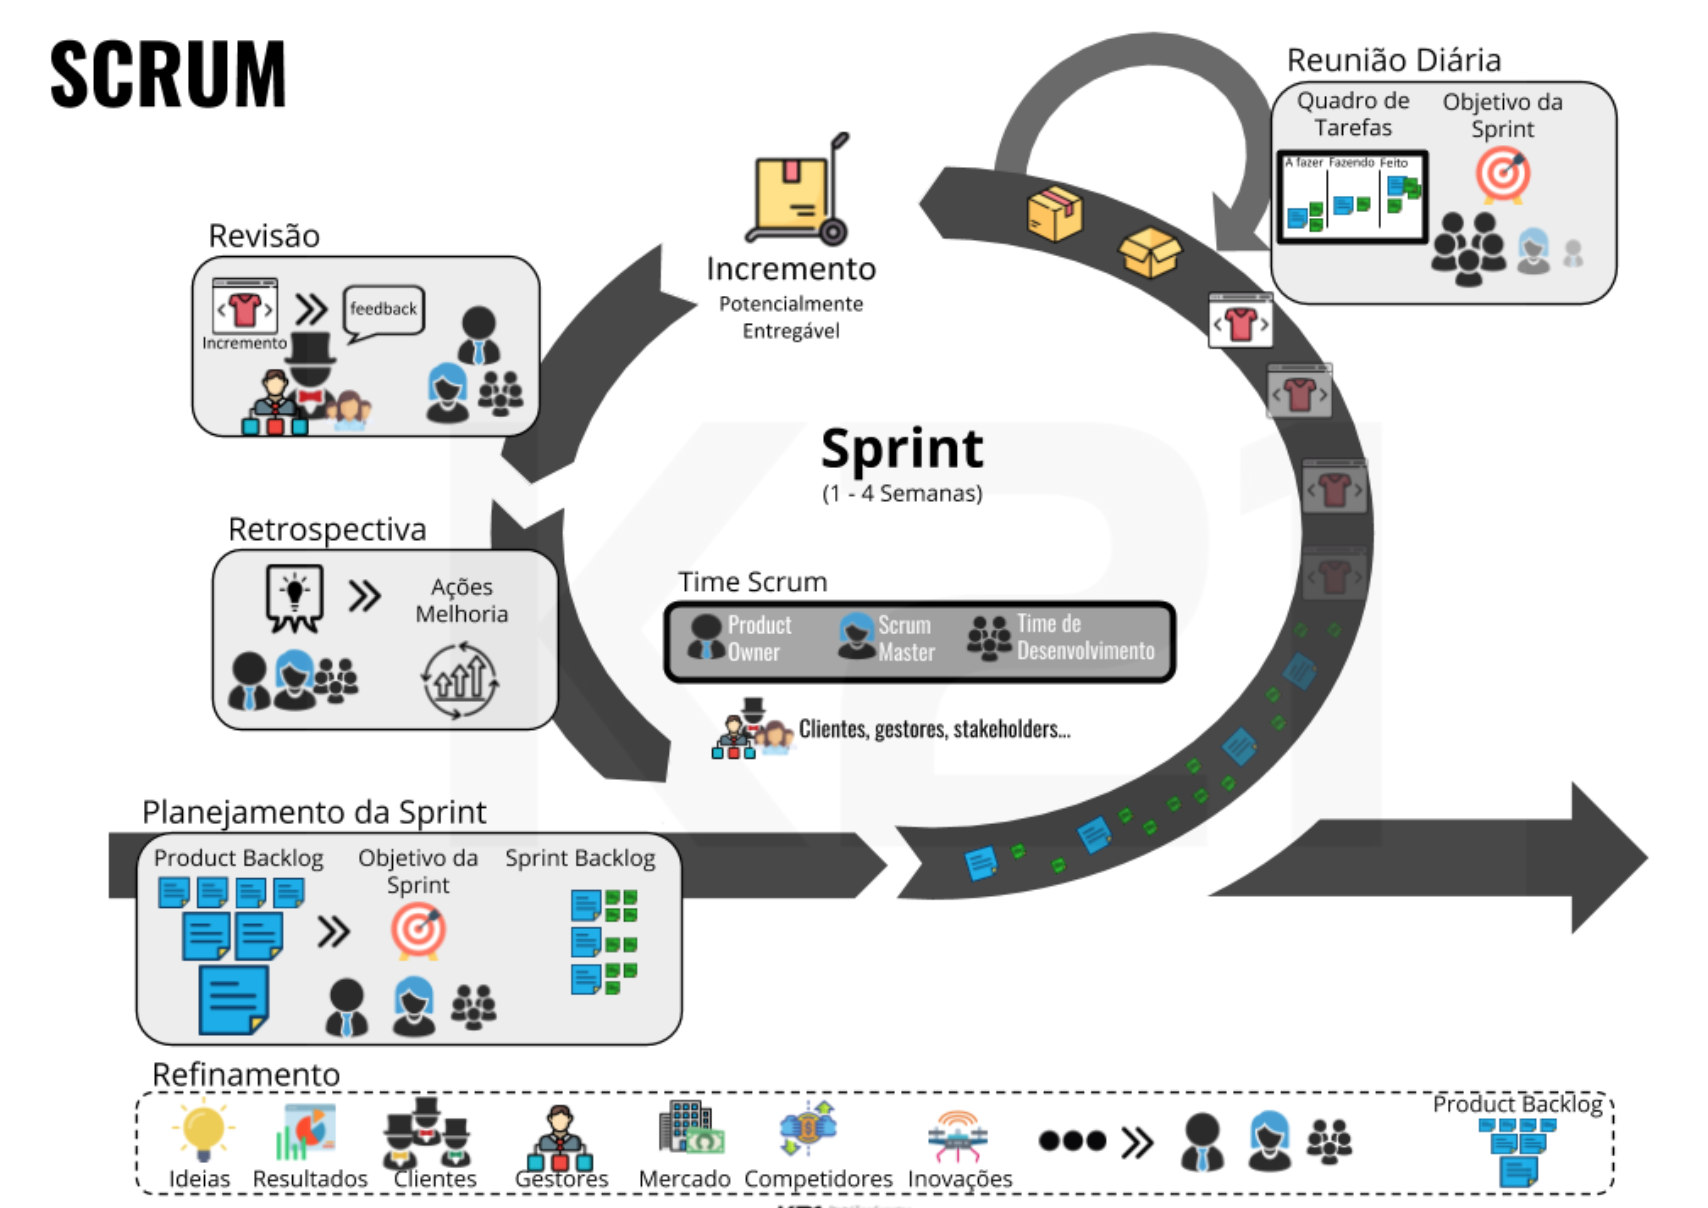 SCRUM
Reunião Diária
Quadro de
Tarefas
Objetivo da
Sprint
A fazer Fazendo Feito
Incremento
Potencialmente
Entregável
Revisão
feedback
Incremento
Sprint
(1 - 4 Semanas)
Retrospectiva
Ações
Melhoria
Time Scrum
Product
Owner
Scrum
Master
Time de
Desenvolvimento
Clientes, gestores, stakeholders...
Planejamento da Sprint
Product Backlog
Objetivo da
Sprint
Sprint Backlog
Refinamento
Ideias
Resultados
Clientes
Gestores
Mercado
Competidores
Inovações
Product Backlog
K21